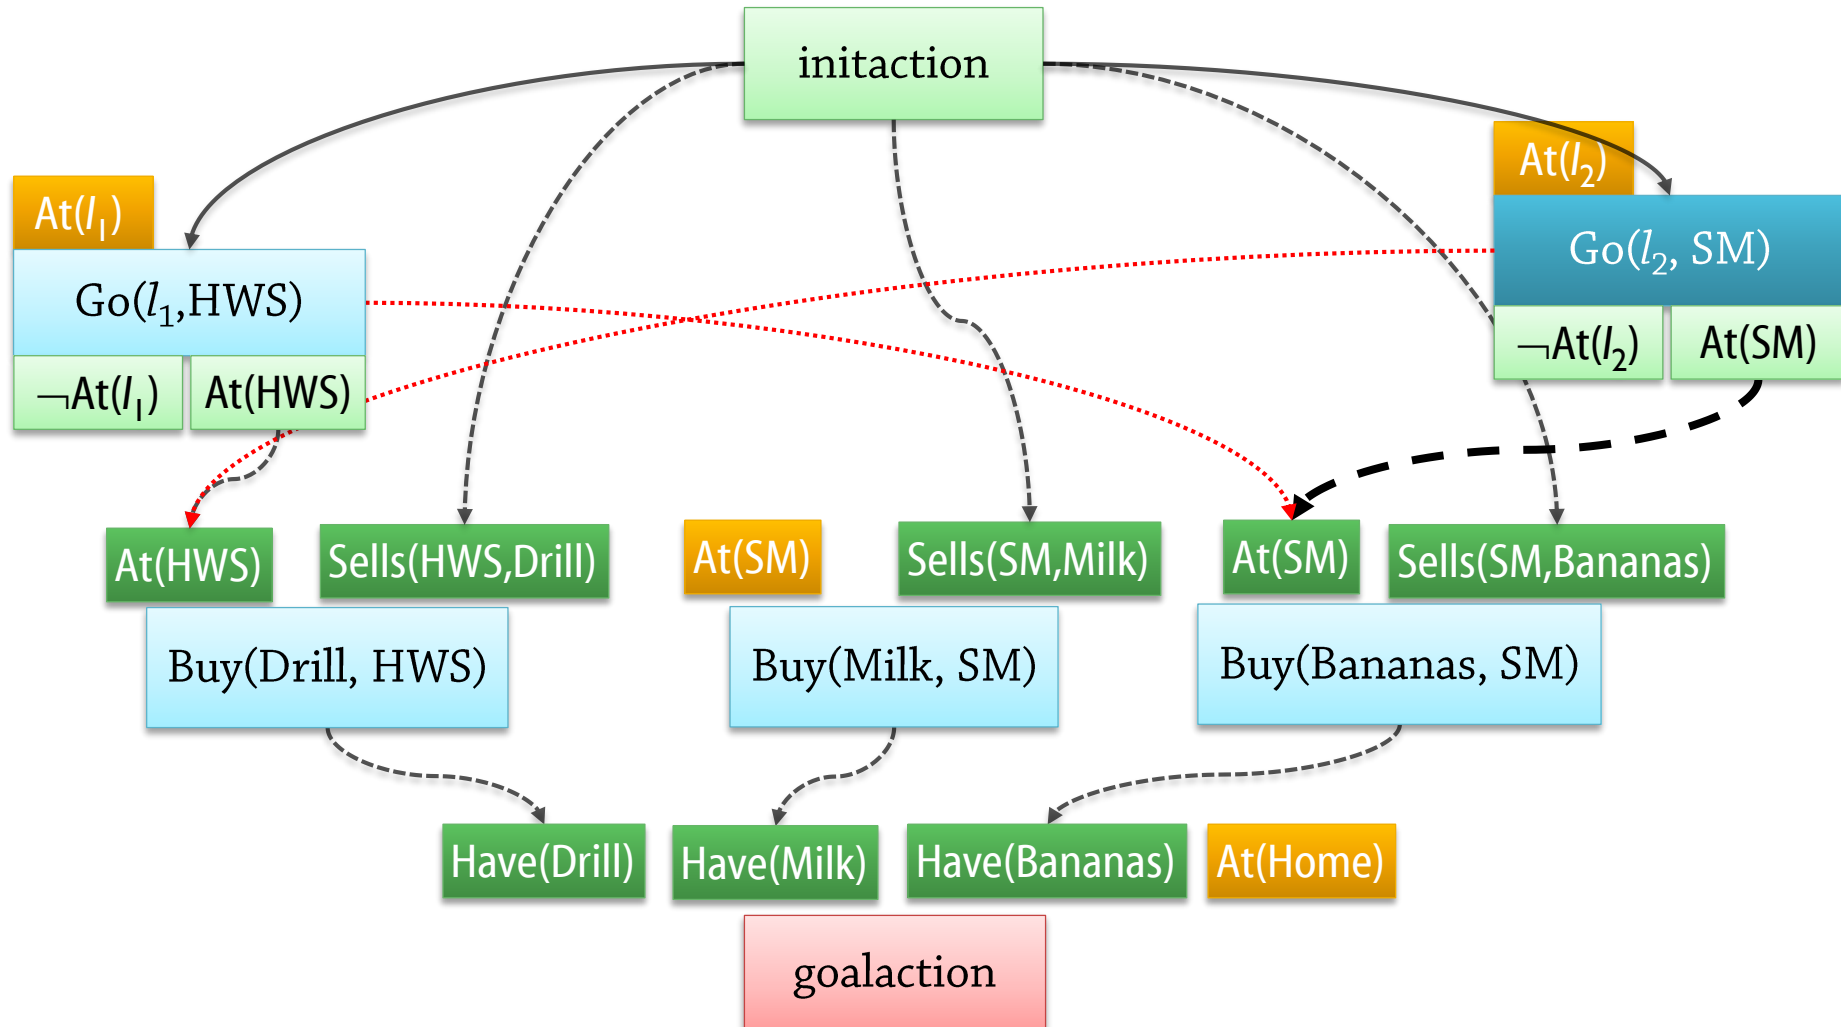 initaction
At(l₂)
At(l₁)
Go(l₂, SM)
Go(l₁,HWS)
¬At(l₂)
At(SM)
¬At(l₁)
At(HWS)
At(HWS)
Sells(HWS,Drill)
At(SM)
Sells(SM,Milk)
At(SM)
Sells(SM,Bananas)
Buy(Drill, HWS)
Buy(Milk, SM)
Buy(Bananas, SM)
Have(Drill)
Have(Milk)
Have(Bananas)
At(Home)
goalaction